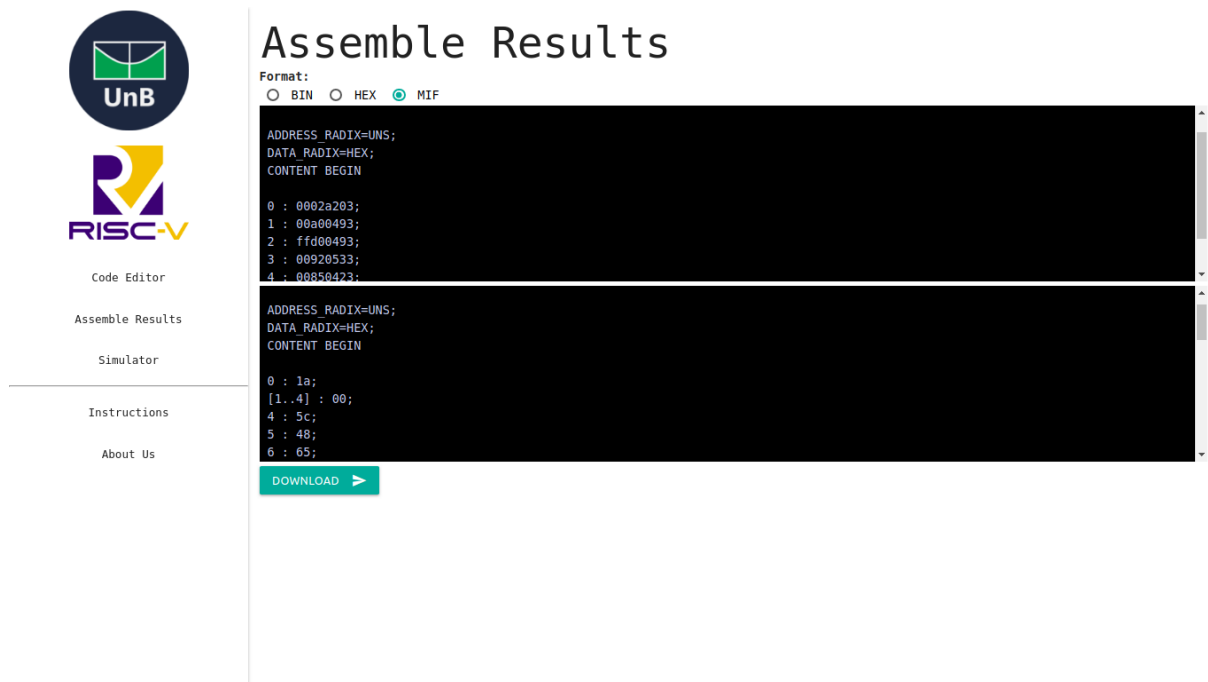 UnB
RISC-V
Code Editor
Assemble Results
Simulator
Instructions
About Us
Assemble Results
Format:
BIN HEX MIF
ADDRESS_RADIX=UNS;
DATA_RADIX=HEX;
CONTENT BEGIN
0 : 0002a203;
1 : 00a00493;
2 : ffd00493;
3 : 00920533;
4 : 00850423;
ADDRESS_RADIX=UNS;
DATA_RADIX=HEX;
CONTENT BEGIN
0 : 1a;
[1..4] : 00;
4 : 5c;
5 : 48;
6 : 65;
DOWNLOAD